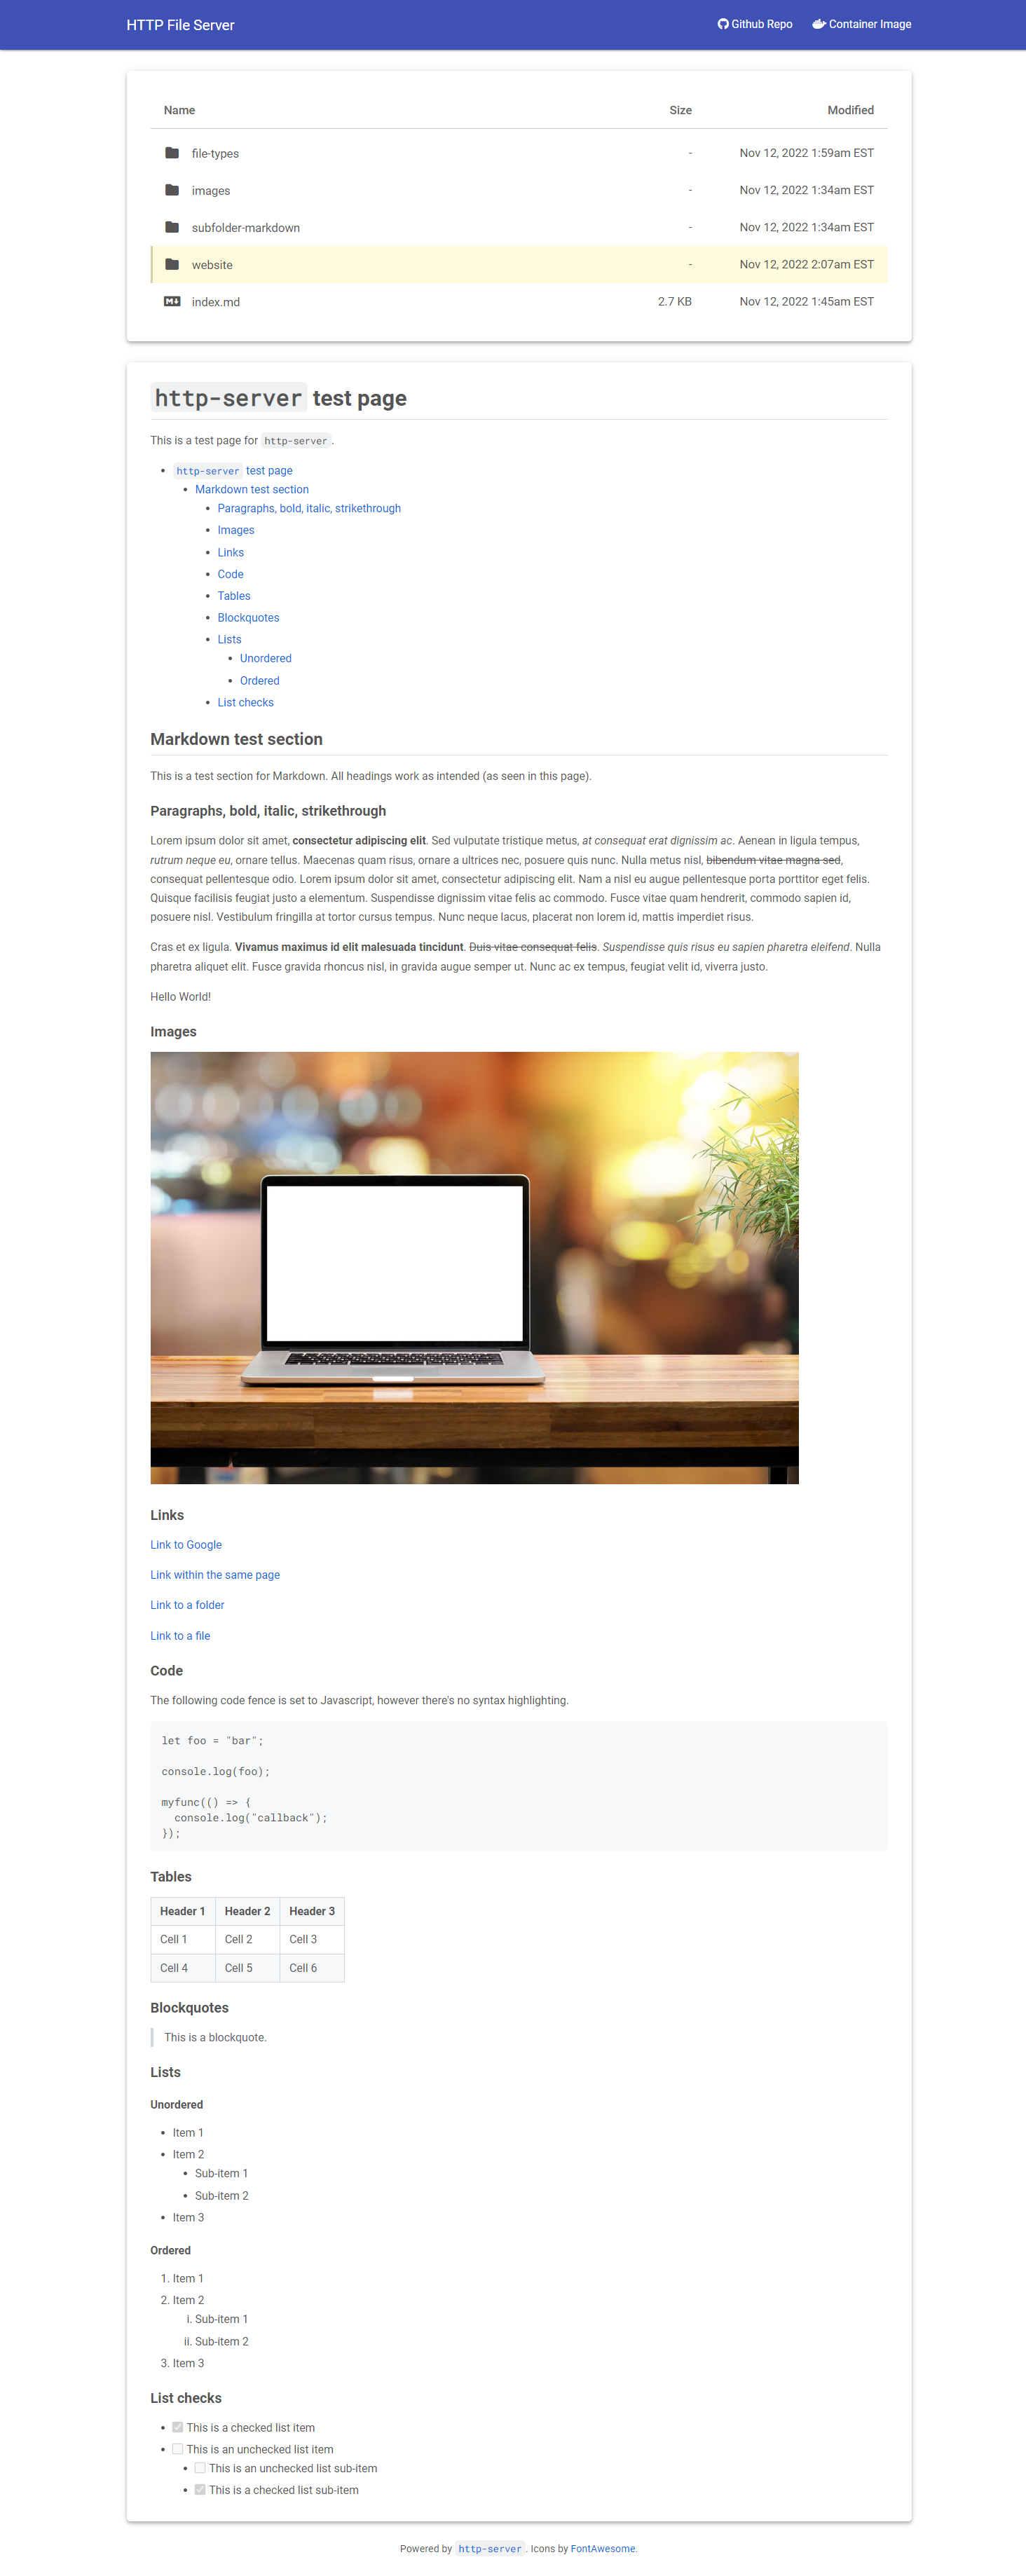 HTTP File Server
Github Repo
Container Image
Name Size Modified
file-types - Nov 12, 2022 1:59am EST
images - Nov 12, 2022 1:34am EST
subfolder-markdown - Nov 12, 2022 1:34am EST
website - Nov 12, 2022 2:07am EST
index.md 2.7 KB Nov 12, 2022 1:45am EST
http-server test page
This is a test page for http-server.
• http-server test page
• Markdown test section
• Paragraphs, bold, italic, strikethrough
• Images
• Links
• Code
• Tables
• Blockquotes
• Lists
• Unordered
• Ordered
• List checks
Markdown test section
This is a test section for Markdown. All headings work as intended (as seen in this page).
Paragraphs, bold, italic, strikethrough
Lorem ipsum dolor sit amet, consectetur adipiscing elit. Sed vulputate tristique metus, at consequat erat dignissim ac. Aenean in ligula tempus,
rutrum neque eu, ornare tellus. Maecenas quam risus, ornare a ultrices nec, posuere quis nunc. Nulla metus nisl, bibendum vitae magna sed,
consequat pellentesque odio. Lorem ipsum dolor sit amet, consectetur adipiscing elit. Nam a nisl eu augue pellentesque porta porttitor eget felis.
Quisque facilisis feugiat justo a elementum. Suspendisse dignissim vitae felis ac commodo. Fusce vitae quam hendrerit, commodo sapien id,
posuere nisl. Vestibulum fringilla at tortor cursus tempus. Nunc neque lacus, placerat non lorem id, mattis imperdiet risus.
Cras et ex ligula. Vivamus maximus id elit malesuada tincidunt. Duis vitae consequat felis. Suspendisse quis risus eu sapien pharetra eleifend. Nulla
pharetra aliquet elit. Fusce gravida rhoncus nisl, in gravida augue semper ut. Nunc ac ex tempus, feugiat velit id, viverra justo.
Hello World!
Images
Links
Link to Google
Link within the same page
Link to a folder
Link to a file
Code
The following code fence is set to Javascript, however there's no syntax highlighting.
let foo = "bar";
console.log(foo);
myfunc(() => {
  console.log("callback");
});
Tables
Header 1 Header 2 Header 3
Cell 1 Cell 2 Cell 3
Cell 4 Cell 5 Cell 6
Blockquotes
This is a blockquote.
Lists
Unordered
• Item 1
• Item 2
• Sub-item 1
• Sub-item 2
• Item 3
Ordered
1. Item 1
2. Item 2
i. Sub-item 1
ii. Sub-item 2
3. Item 3
List checks
• This is a checked list item
• This is an unchecked list item
• This is an unchecked list sub-item
• This is a checked list sub-item
Powered by http-server. Icons by FontAwesome.